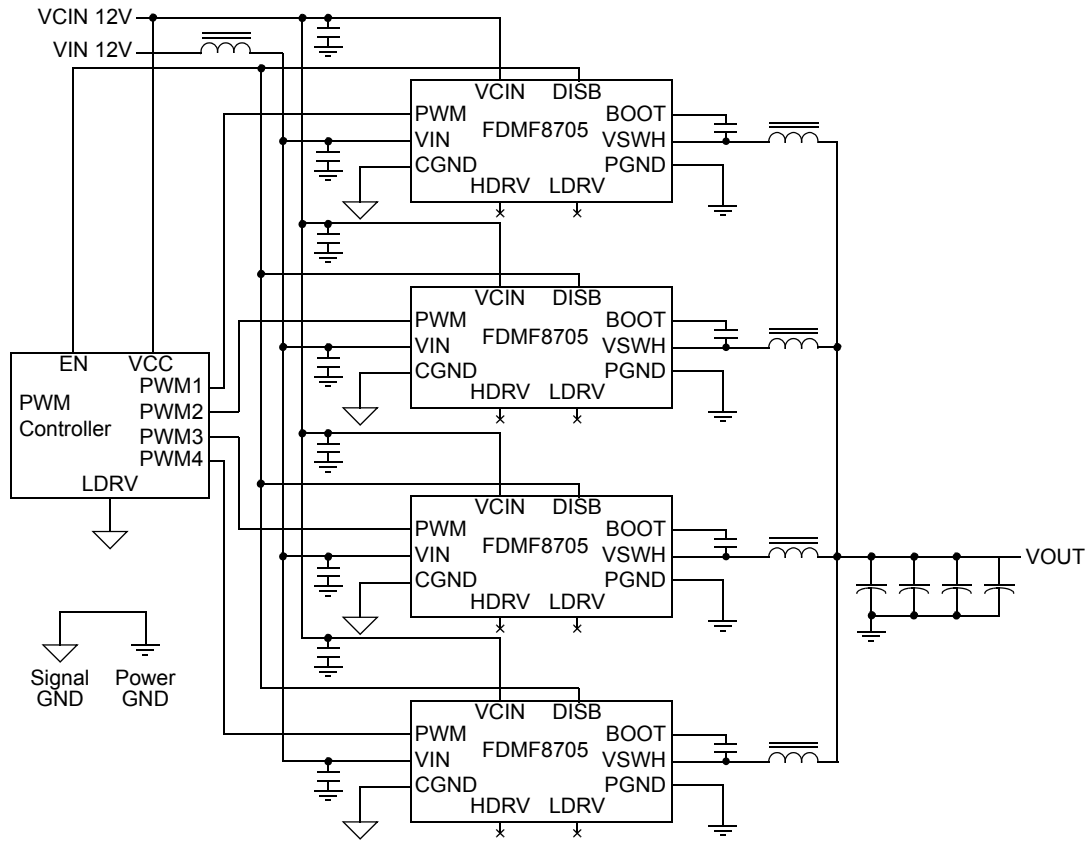 VCIN 12V
VIN 12V
VCIN DISB
PWM BOOT
FDMF8705
VIN VSWH
CGND PGND
HDRV LDRV
VCIN DISB
PWM BOOT
FDMF8705
VIN VSWH
CGND PGND
HDRV LDRV
EN VCC
PWM1
PWM
Controller
PWM2
PWM3
PWM4
LDRV
VCIN DISB
PWM BOOT
FDMF8705
VIN VSWH
CGND PGND
HDRV LDRV
VOUT
Signal
GND
Power
GND
VCIN DISB
PWM BOOT
FDMF8705
VIN VSWH
CGND PGND
HDRV LDRV